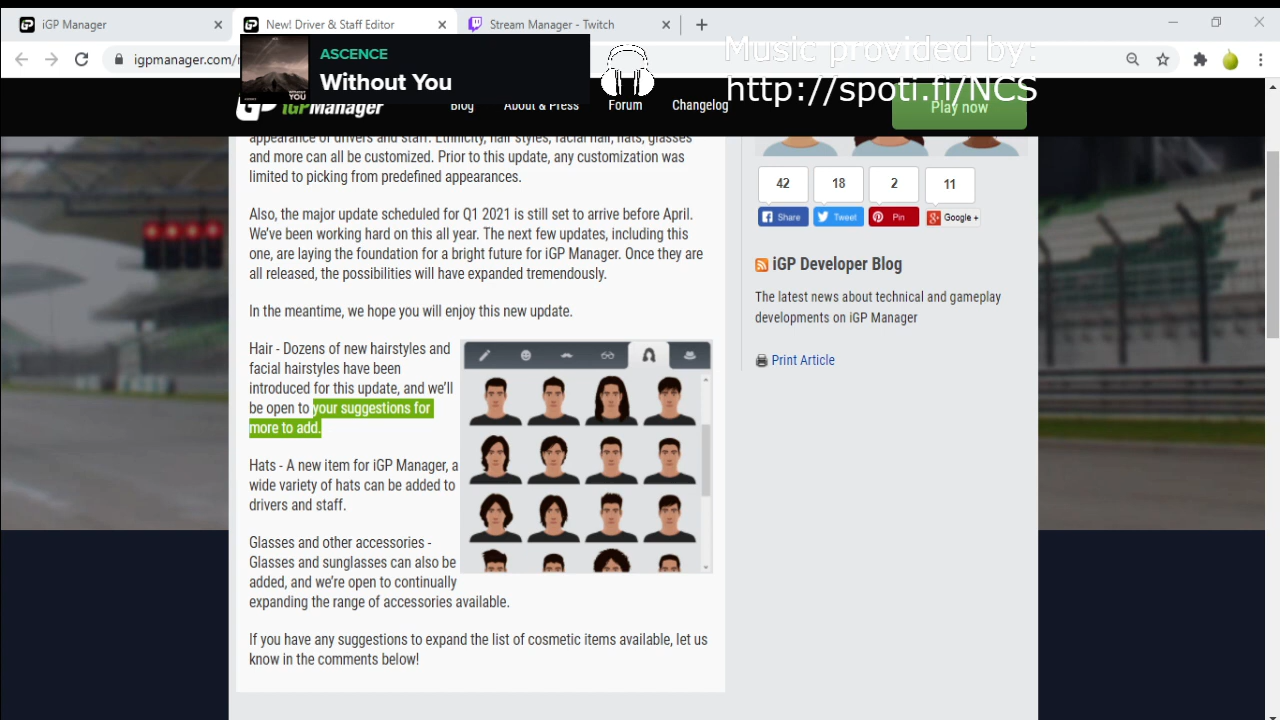 iGP Manager
New! Driver & Staff Editor
Stream Manager - Twitch
igpmanager.com/
ASCENCE
Without You
Music provided by:
http://spoti.fi/NCS
iGPmanager
Blog
About & Press
Forum
Changelog
Play now
appearance of drivers and staff. Ethnicity, hair styles, facial hair, hats, glasses
and more can all be customized. Prior to this update, any customization was
limited to picking from predefined appearances.
Also, the major update scheduled for Q1 2021 is still set to arrive before April.
We've been working hard on this all year. The next few updates, including this
one, are laying the foundation for a bright future for iGP Manager. Once they are
all released, the possibilities will have expanded tremendously.
In the meantime, we hope you will enjoy this new update.
Hair - Dozens of new hairstyles and
facial hairstyles have been
introduced for this update, and we'll
be open to your suggestions for
more to add.
Hats - A new item for iGP Manager, a
wide variety of hats can be added to
drivers and staff.
Glasses and other accessories -
Glasses and sunglasses can also be
added, and we're open to continually
expanding the range of accessories available.
If you have any suggestions to expand the list of cosmetic items available, let us
know in the comments below!
42
18
2
11
Share
Tweet
Pin
Google +
iGP Developer Blog
The latest news about technical and gameplay
developments on iGP Manager
Print Article